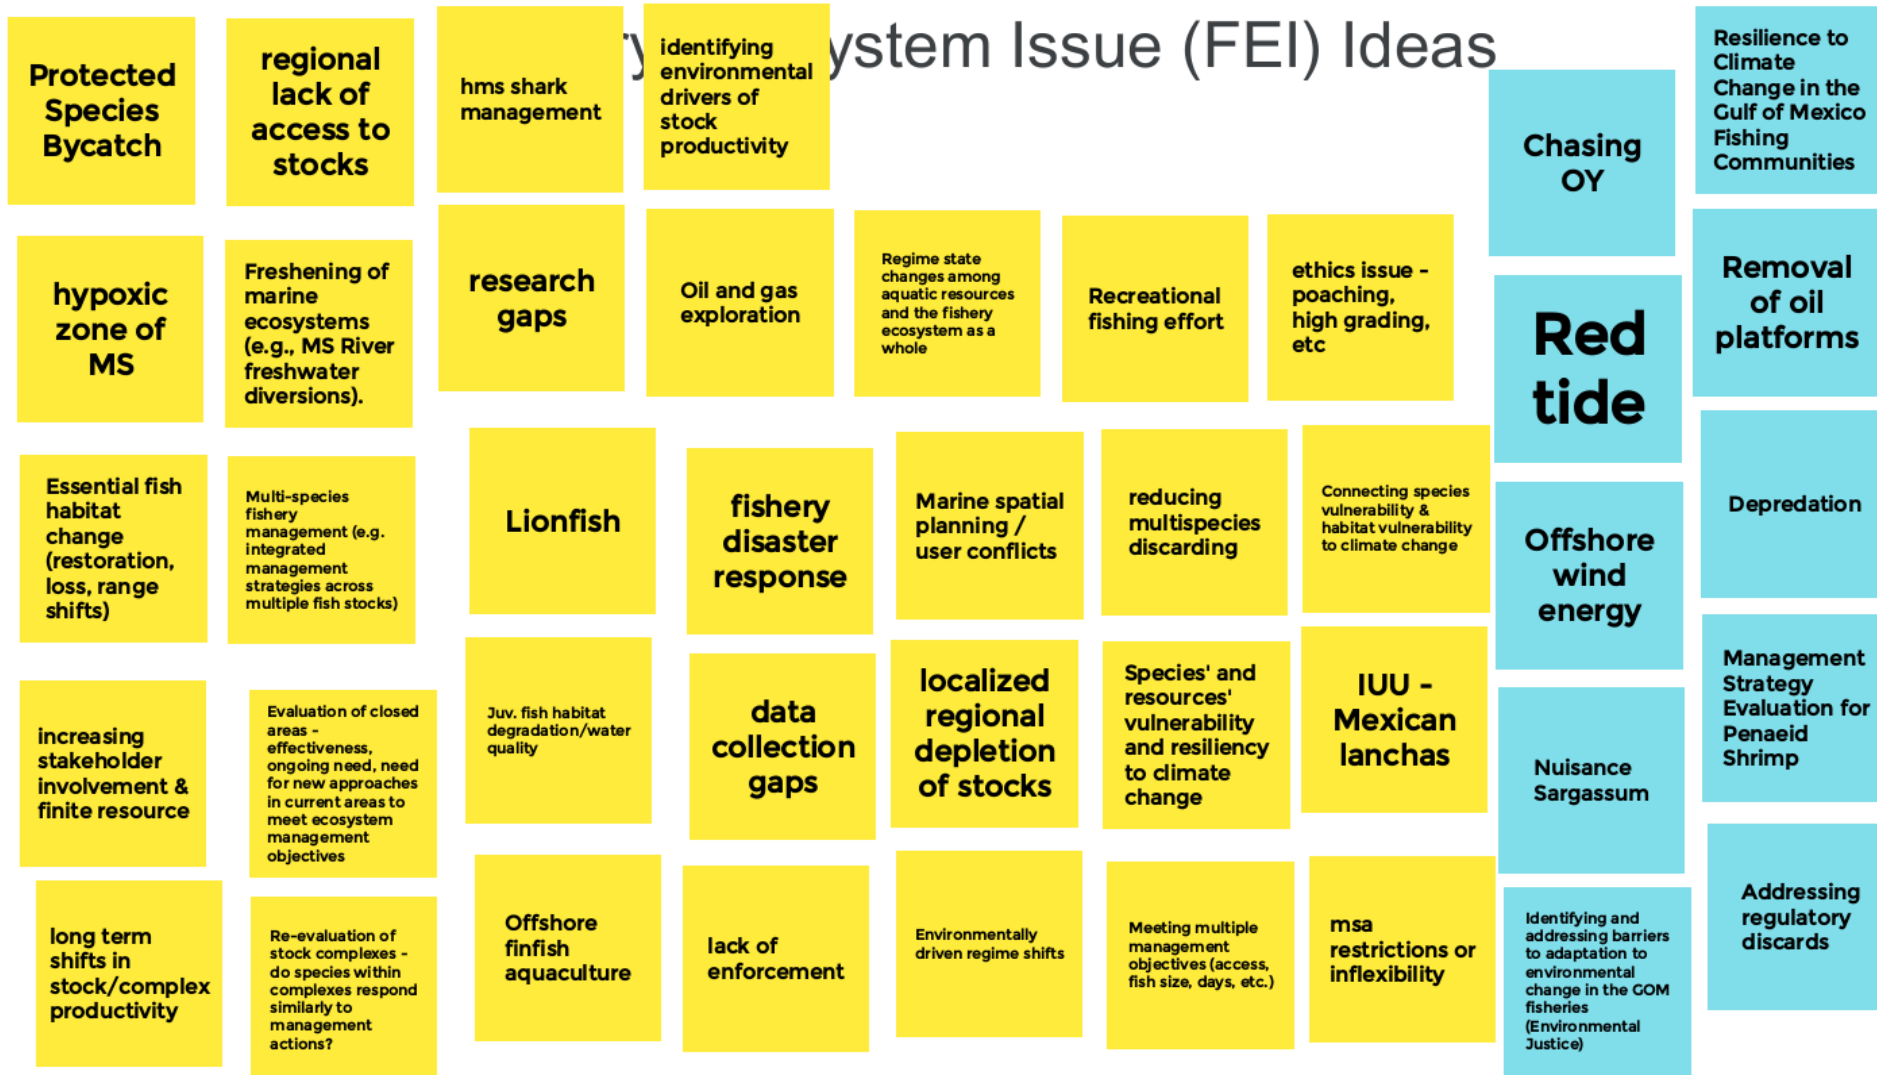 ystem Issue (FEI) Ideas
Protected
Species
Bycatch
regional
lack of
access to
stocks
hms shark
management
identifying
environmental
drivers of
stock
productivity
Chasing
OY
Resilience to
Climate
Change in the
Gulf of Mexico
Fishing
Communities
hypoxic
zone of
MS
Freshening of
marine
ecosystems
(e.g., MS River
freshwater
diversions).
research
gaps
Oil and gas
exploration
Regime state
changes among
aquatic resources
and the fishery
ecosystem as a
whole
Recreational
fishing effort
ethics issue -
poaching,
high grading,
etc
Red
tide
Removal
of oil
platforms
Essential fish
habitat
change
(restoration,
loss, range
shifts)
Multi-species
fishery
management (e.g.
integrated
management
strategies across
multiple fish stocks)
Lionfish
fishery
disaster
response
Marine spatial
planning /
user conflicts
reducing
multispecies
discarding
Connecting species
vulnerability &
habitat vulnerability
to climate change
Offshore
wind
energy
Depredation
increasing
stakeholder
involvement &
finite resource
Evaluation of closed
areas -
effectiveness,
ongoing need, need
for new approaches
in current areas to
meet ecosystem
management
objectives
Juv. fish habitat
degradation/water
quality
data
collection
gaps
localized
regional
depletion
of stocks
Species' and
resources'
vulnerability
and resiliency
to climate
change
IUU -
Mexican
lanchas
Nuisance
Sargassum
Management
Strategy
Evaluation for
Penaeid
Shrimp
long term
shifts in
stock/complex
productivity
Re-evaluation of
stock complexes -
do species within
complexes respond
similarly to
management
actions?
Offshore
finfish
aquaculture
lack of
enforcement
Environmentally
driven regime shifts
Meeting multiple
management
objectives (access,
fish size, days, etc.)
msa
restrictions or
inflexibility
Identifying and
addressing barriers
to adaptation to
environmental
change in the GOM
fisheries
(Environmental
Justice)
Addressing
regulatory
discards